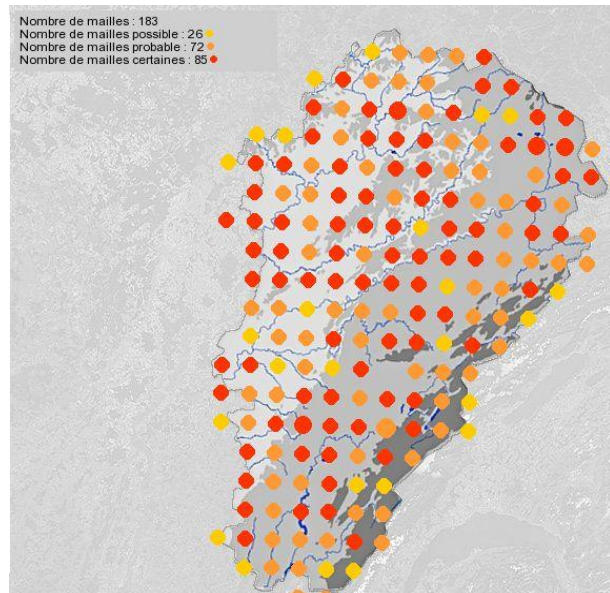 Nombre de mailles : 183
Nombre de mailles possible : 26
Nombre de mailles probable : 72
Nombre de mailles certaines : 85